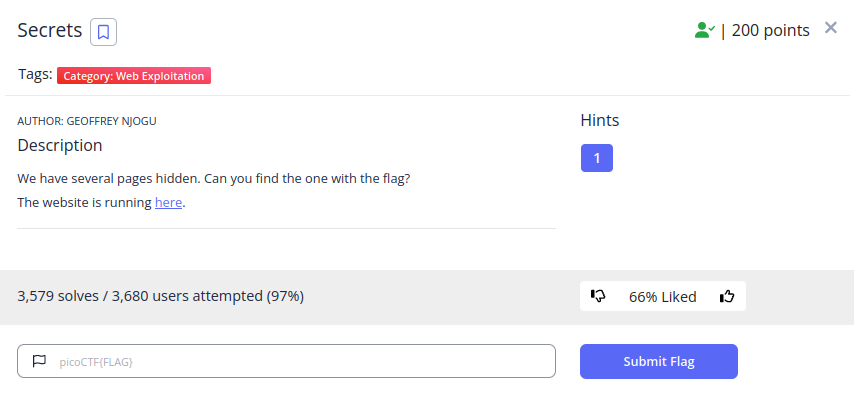 Secrets
| 200 points
Tags: Category: Web Exploitation
AUTHOR: GEOFFREY NJOGU
Description
We have several pages hidden. Can you find the one with the flag?
The website is running here.
Hints
1
3,579 solves / 3,680 users attempted (97%)
66% Liked
picoCTF{FLAG}
Submit Flag